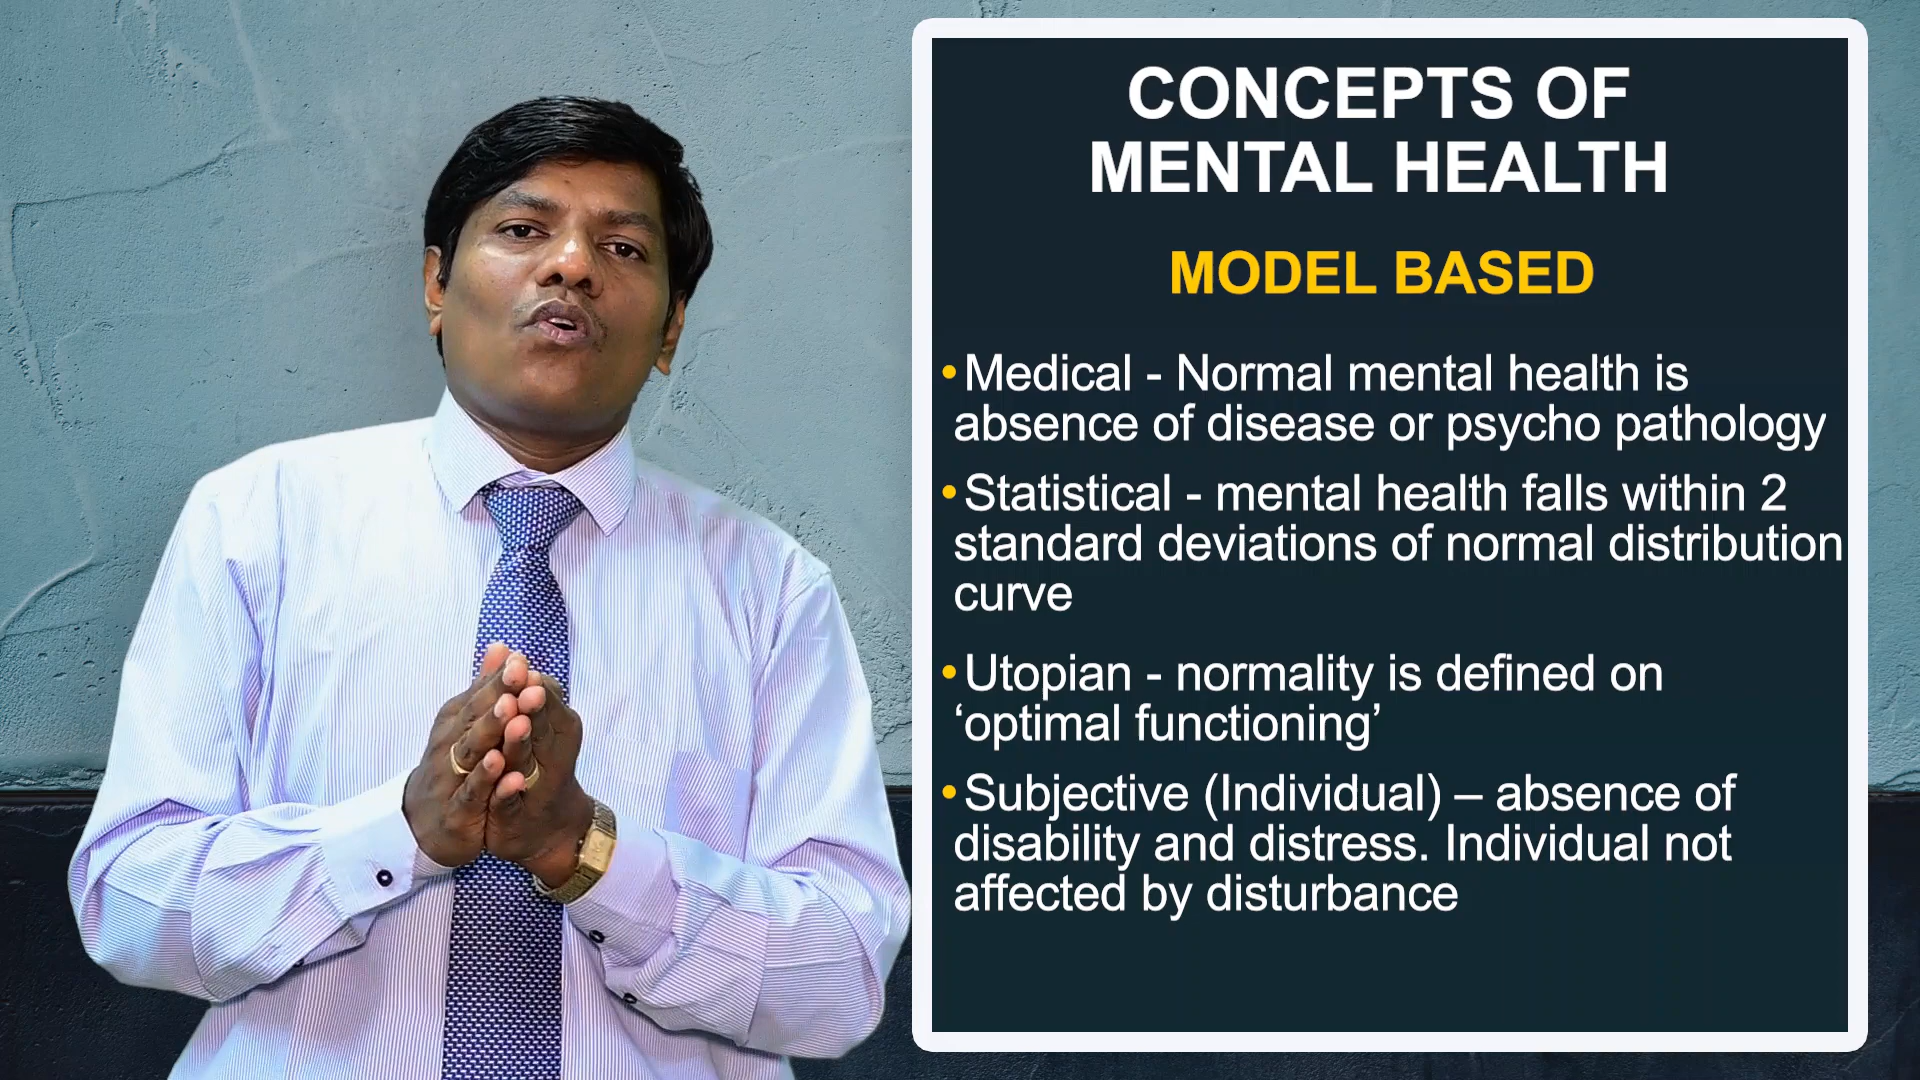 CONCEPTS OF
MENTAL HEALTH
MODEL BASED
•Medical - Normal mental health is
absence of disease or psycho pathology
•Statistical - mental health falls within 2
standard deviations of normal distribution
curve
•Utopian - normality is defined on
‘optimal functioning’
•Subjective (Individual) – absence of
disability and distress. Individual not
affected by disturbance